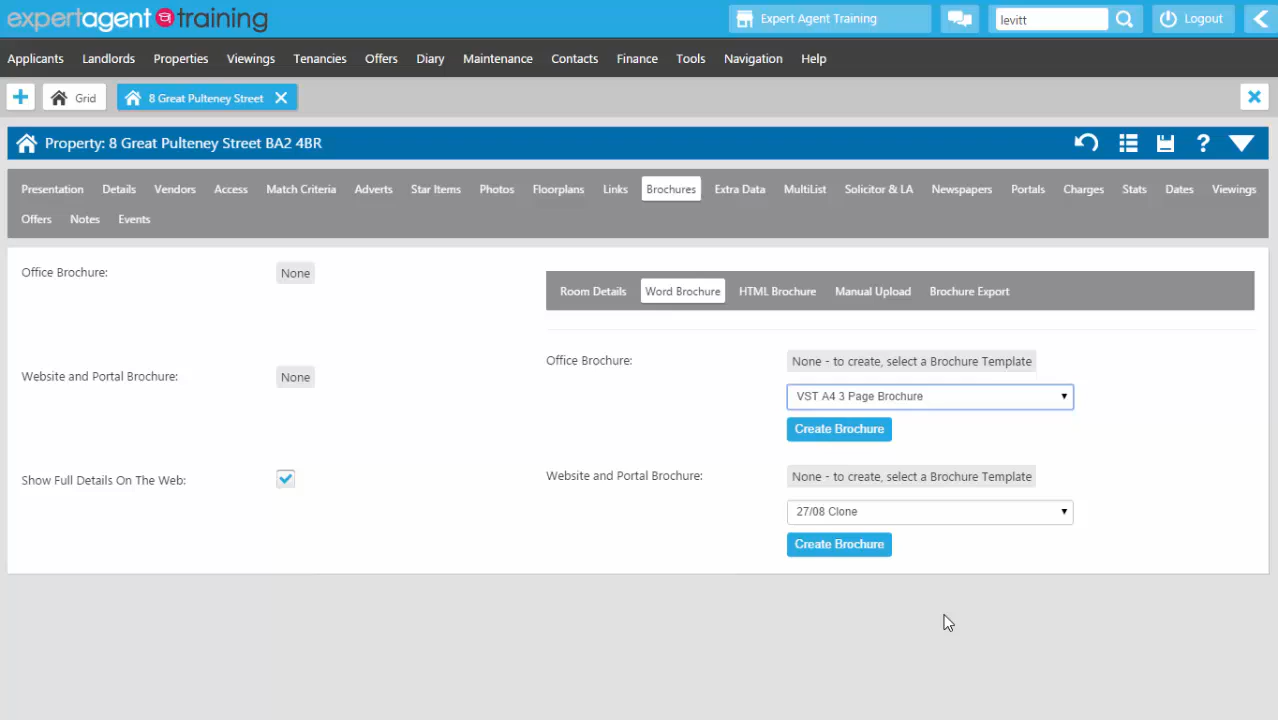 expertagent training
Expert Agent Training
levitt
Logout
Applicants Landlords Properties Viewings Tenancies Offers Diary Maintenance Contacts Finance Tools Navigation Help
Grid
8 Great Pulteney Street
Property: 8 Great Pulteney Street BA2 4BR
?
Presentation Details Vendors Access Match Criteria Adverts Star Items Photos Floorplans Links Brochures Extra Data MultiList Solicitor & LA Newspapers Portals Charges Stats Dates Viewings
Offers Notes Events
Office Brochure: None
Website and Portal Brochure: None
Show Full Details On The Web:
Room Details Word Brochure HTML Brochure Manual Upload Brochure Export
Office Brochure: None - to create, select a Brochure Template
VST A4 3 Page Brochure
Create Brochure
Website and Portal Brochure: None - to create, select a Brochure Template
27/08 Clone
Create Brochure